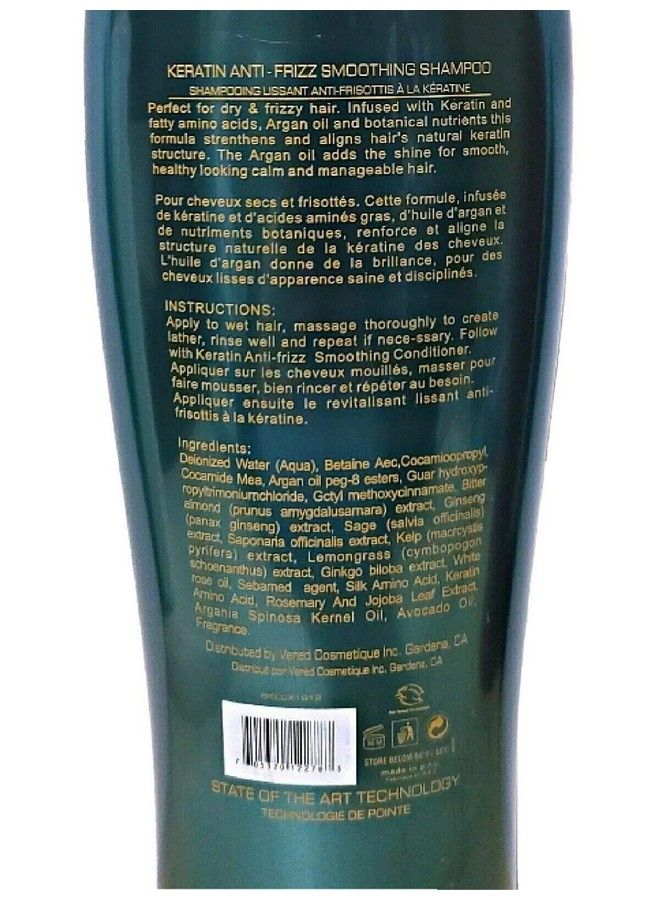 KERATIN ANTI - FRIZZ SMOOTHING SHAMPOO
SHAMPOOING LISSANT ANTI-FRISOTTIS À LA KÉRATINE
Perfect for dry & frizzy hair. Infused with Keratin and
fatty amino acids, Argan oil and botanical nutrients this
formula strenthens and aligns hair's natural keratin
structure. The Argan oil adds the shine for smooth,
healthy looking calm and manageable hair.
Pour cheveux secs et frisottés. Cette formule, infusée
de kératine et d'acides aminés gras, d'huile d'argan et
de nutriments botaniques, renforce et aligne la
structure naturelle de la kératine des cheveux.
L'huile d'argan donne de la brillance, pour des
cheveux lisses d'apparence saine et disciplinés.
INSTRUCTIONS:
Apply to wet hair, massage thoroughly to create
lather, rinse well and repeat if nece-ssary. Follow
with Keratin Anti-frizz Smoothing Conditioner.
Appliquer sur les cheveux mouillés, masser pour
faire mousser, bien rincer et répéter au besoin.
Appliquer ensuite le revitalisant lissant anti-
frisottis à la kératine.
Ingredients:
Deionized Water (Aqua), Betaine Aec,Cocamioopropyl,
Cocamide Mea, Argan oil peg-8 esters, Guar hydroxyp-
ropyltrimoniumchloride, Gctyl methoxycinnamate, Bitter
almond (prunus amygdalusamara) extract, Ginseng
(panax ginseng) extract, Sage (salvia officinalis)
extract, Saponaria officinalis extract, Kelp (macrocystis
pyrifera) extract, Lemongrass (cymbopogon
schoenanthus) extract, Ginkgo biloba extract, White
rose oil, Sebamed agent, Silk Amino Acid, Keratin
Amino Acid, Rosemary And Jojoba Leaf Extract,
Argania Spinosa Kernel Oil, Avocado Oil,
Fragrance.
Distributed by Vered Cosmetique Inc. Gardena, CA
Distribué par Vered Cosmetique Inc. Gardena, CA
STORE BELOW
made in
STATE OF THE ART TECHNOLOGY
TECHNOLOGIE DE POINTE